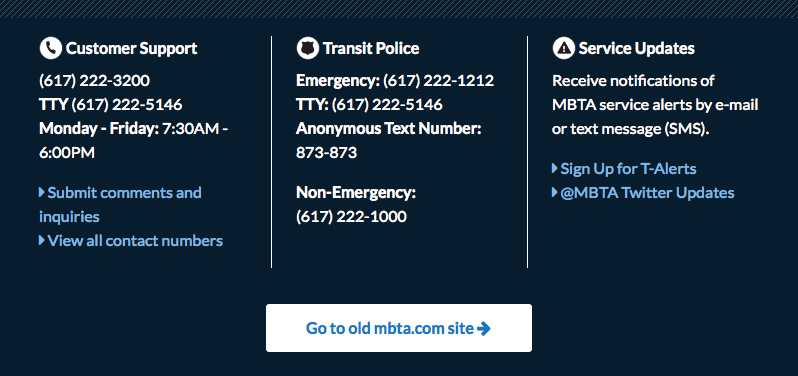 Customer Support
(617) 222-3200
TTY (617) 222-5146
Monday - Friday: 7:30AM -
6:00PM
Submit comments and
inquiries
View all contact numbers
Transit Police
Emergency: (617) 222-1212
TTY: (617) 222-5146
Anonymous Text Number:
873-873
Non-Emergency:
(617) 222-1000
Service Updates
Receive notifications of
MBTA service alerts by e-mail
or text message (SMS).
Sign Up for T-Alerts
@MBTA Twitter Updates
Go to old mbta.com site